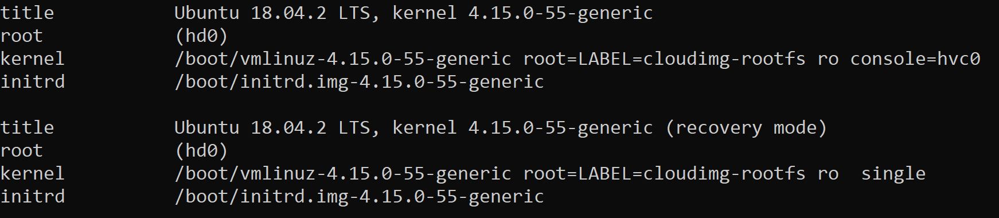 title           Ubuntu 18.04.2 LTS, kernel 4.15.0-55-generic
root            (hd0)
kernel          /boot/vmlinuz-4.15.0-55-generic root=LABEL=cloudimg-rootfs ro console=hvc0
initrd          /boot/initrd.img-4.15.0-55-generic

title           Ubuntu 18.04.2 LTS, kernel 4.15.0-55-generic (recovery mode)
root            (hd0)
kernel          /boot/vmlinuz-4.15.0-55-generic root=LABEL=cloudimg-rootfs ro  single
initrd          /boot/initrd.img-4.15.0-55-generic